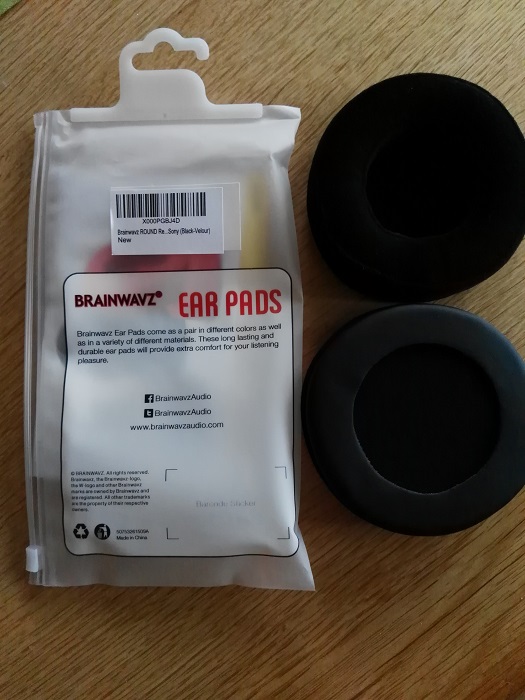 X000PGBJ4D
Brainwavz ROUND Re...Sony (Black-Velour)
New
BRAINWAVZ®
EAR PADS
Brainwavz Ear Pads come as a pair in different colors as well
as in a variety of different materials. These long lasting and
durable ear pads will provide extra comfort for your listening
pleasure.
BrainwavzAudio
BrainwavzAudio
www.brainwavzaudio.com
© BRAINWAVZ. All rights reserved.
Brainwavz, the Brainwavz logo,
the W logo and other Brainwavz
marks are owned by Brainwavz and
are registered. All other trademarks
are the property of their respective
owners.
Made in China